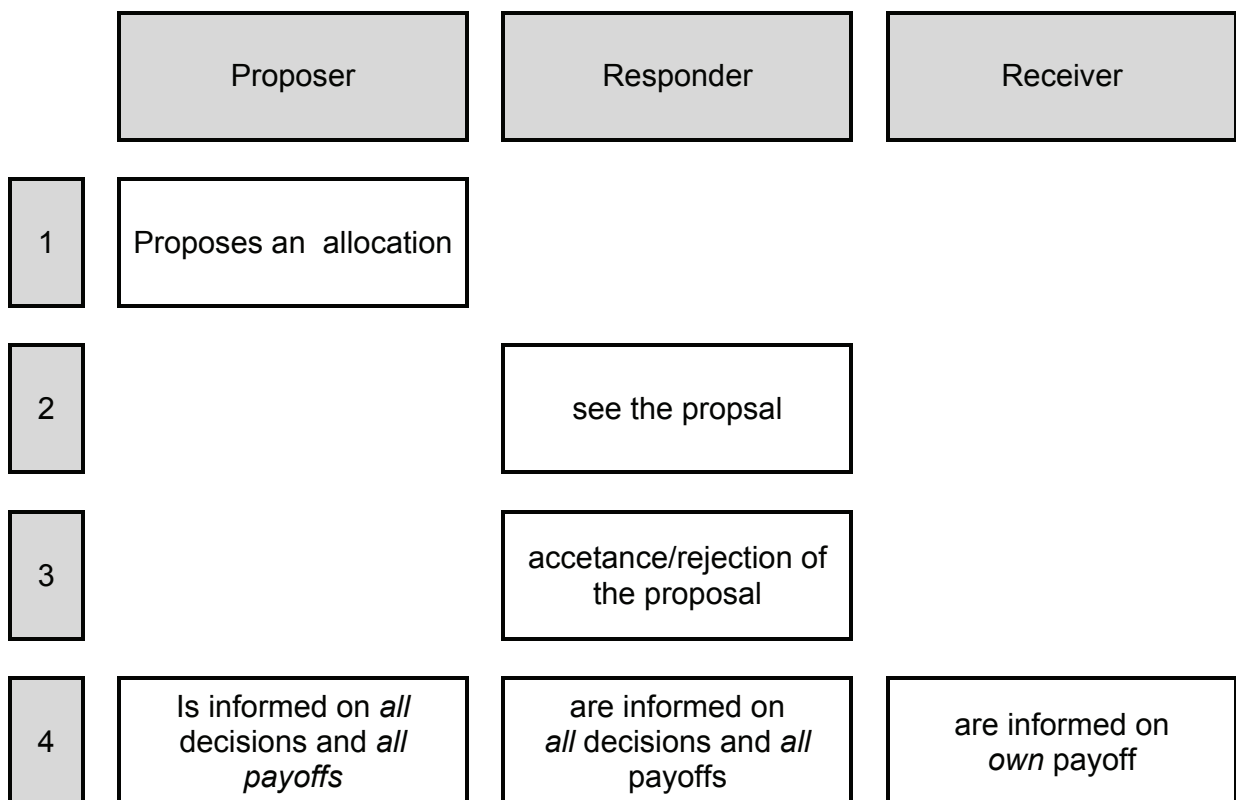 Proposer
Responder
Receiver
1
Proposes an allocation
2
see the propsal
3
accetance/rejection of
the proposal
4
Is informed on all
decisions and all
payoffs
are informed on
all decisions and all
payoffs
are informed on
own payoff